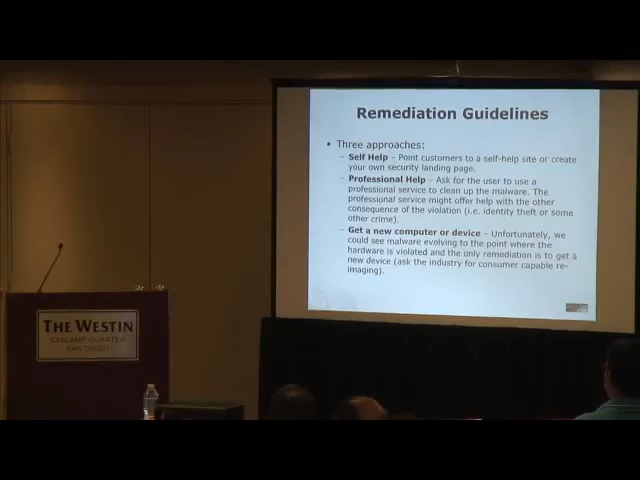 Remediation Guidelines
• Three approaches:
– Self Help – Point customers to a self-help site or create
your own security landing page.
– Professional Help – Ask for the user to use a
professional service to clean up the malware. The
professional service might offer help with the other
consequence of the violation (i.e. identity theft or some
other crime).
– Get a new computer or device – Unfortunately, we
could see malware evolving to the point where the
hardware is violated and the only remediation is to get a
new device (ask the industry for consumer capable re-
imaging).
THE WESTIN
GASLAMP QUARTER
SAN DIEGO